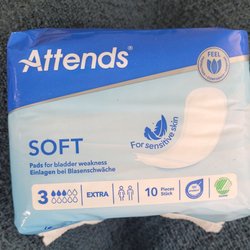 Attends®
FEEL
For sensitive skin
SOFT
Pads for bladder weakness
Einlagen bei Blasenschwäche
3
EXTRA
10 Pieces
Stück